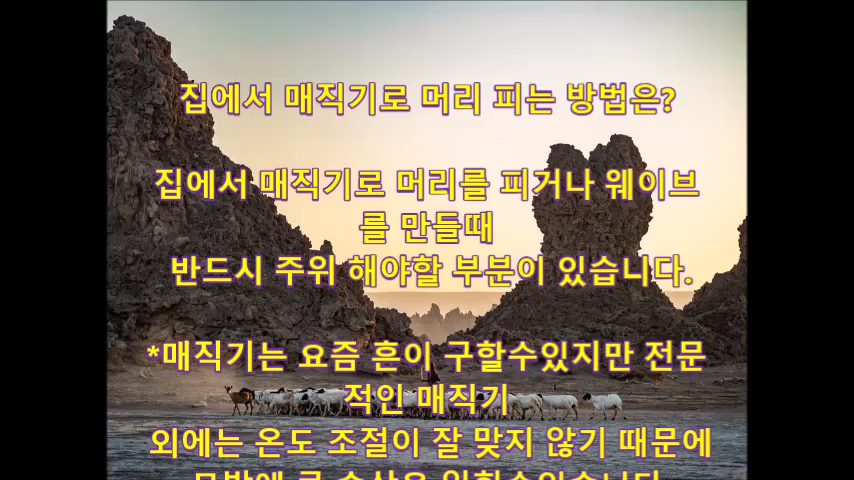 집에서 매직기로 머리 피는 방법은?
집에서 매직기로 머리를 피거나 웨이브
를 만들때
반드시 주위 해야할 부분이 있습니다.
*매직기는 요즘 흔이 구할수있지만 전문
적인 매직기
외에는 온도 조절이 잘 맞지 않기 때문에